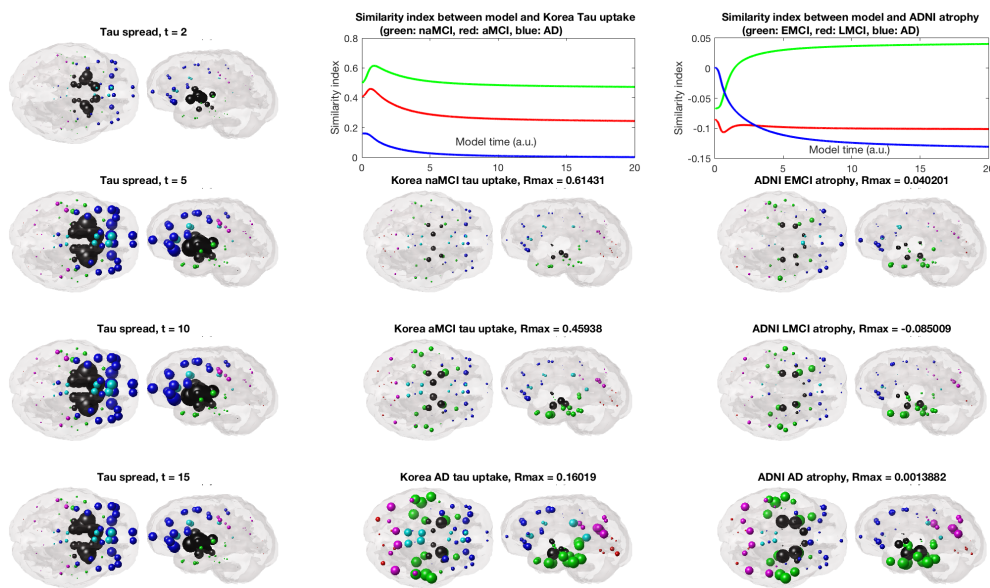 Tau spread, t = 2
Similarity index between model and Korea Tau uptake
(green: naMCI, red: aMCI, blue: AD)
Similarity index
0.8
0.6
0.4
0.2
0
0
5
10
15
20
Model time (a.u.)
Similarity index between model and ADNI atrophy
(green: EMCI, red: LMCI, blue: AD)
Similarity index
0.05
0
-0.05
-0.1
-0.15
0
5
10
15
20
Model time (a.u.)
Tau spread, t = 5
Korea naMCI tau uptake, Rmax = 0.61431
ADNI EMCI atrophy, Rmax = 0.040201
Tau spread, t = 10
Korea aMCI tau uptake, Rmax = 0.45938
ADNI LMCI atrophy, Rmax = -0.085009
Tau spread, t = 15
Korea AD tau uptake, Rmax = 0.16019
ADNI AD atrophy, Rmax = 0.0013882